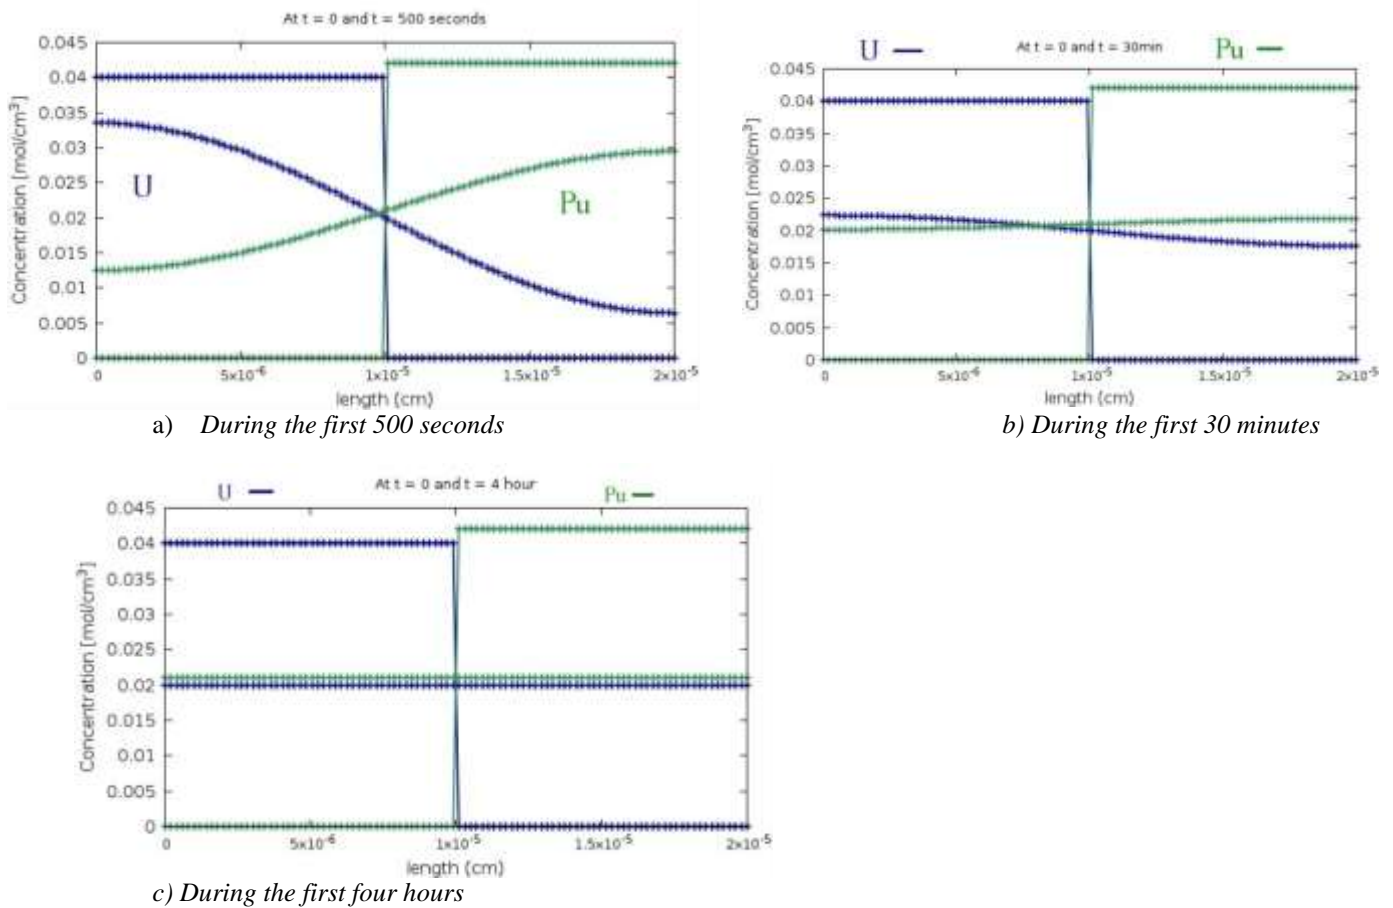 At t = 0 and t = 500 seconds
0.045
0.04
0.035
0.03
0.025
0.02
0.015
0.01
0.005
0
Concentration [mol/cm³]
U
Pu
0 5x10⁻⁶ 1x10⁻⁵ 1.5x10⁻⁵ 2x10⁻⁵
length (cm)
a) During the first 500 seconds
U At t = 0 and t = 30min Pu
0.045
0.04
0.035
0.03
0.025
0.02
0.015
0.01
0.005
0
Concentration [mol/cm³]
0 5x10⁻⁶ 1x10⁻⁵ 1.5x10⁻⁵ 2x10⁻⁵
length (cm)
b) During the first 30 minutes
U At t = 0 and t = 4 hour Pu
0.045
0.04
0.035
0.03
0.025
0.02
0.015
0.01
0.005
0
Concentration [mol/cm³]
0 5x10⁻⁶ 1x10⁻⁵ 1.5x10⁻⁵ 2x10⁻⁵
length (cm)
c) During the first four hours